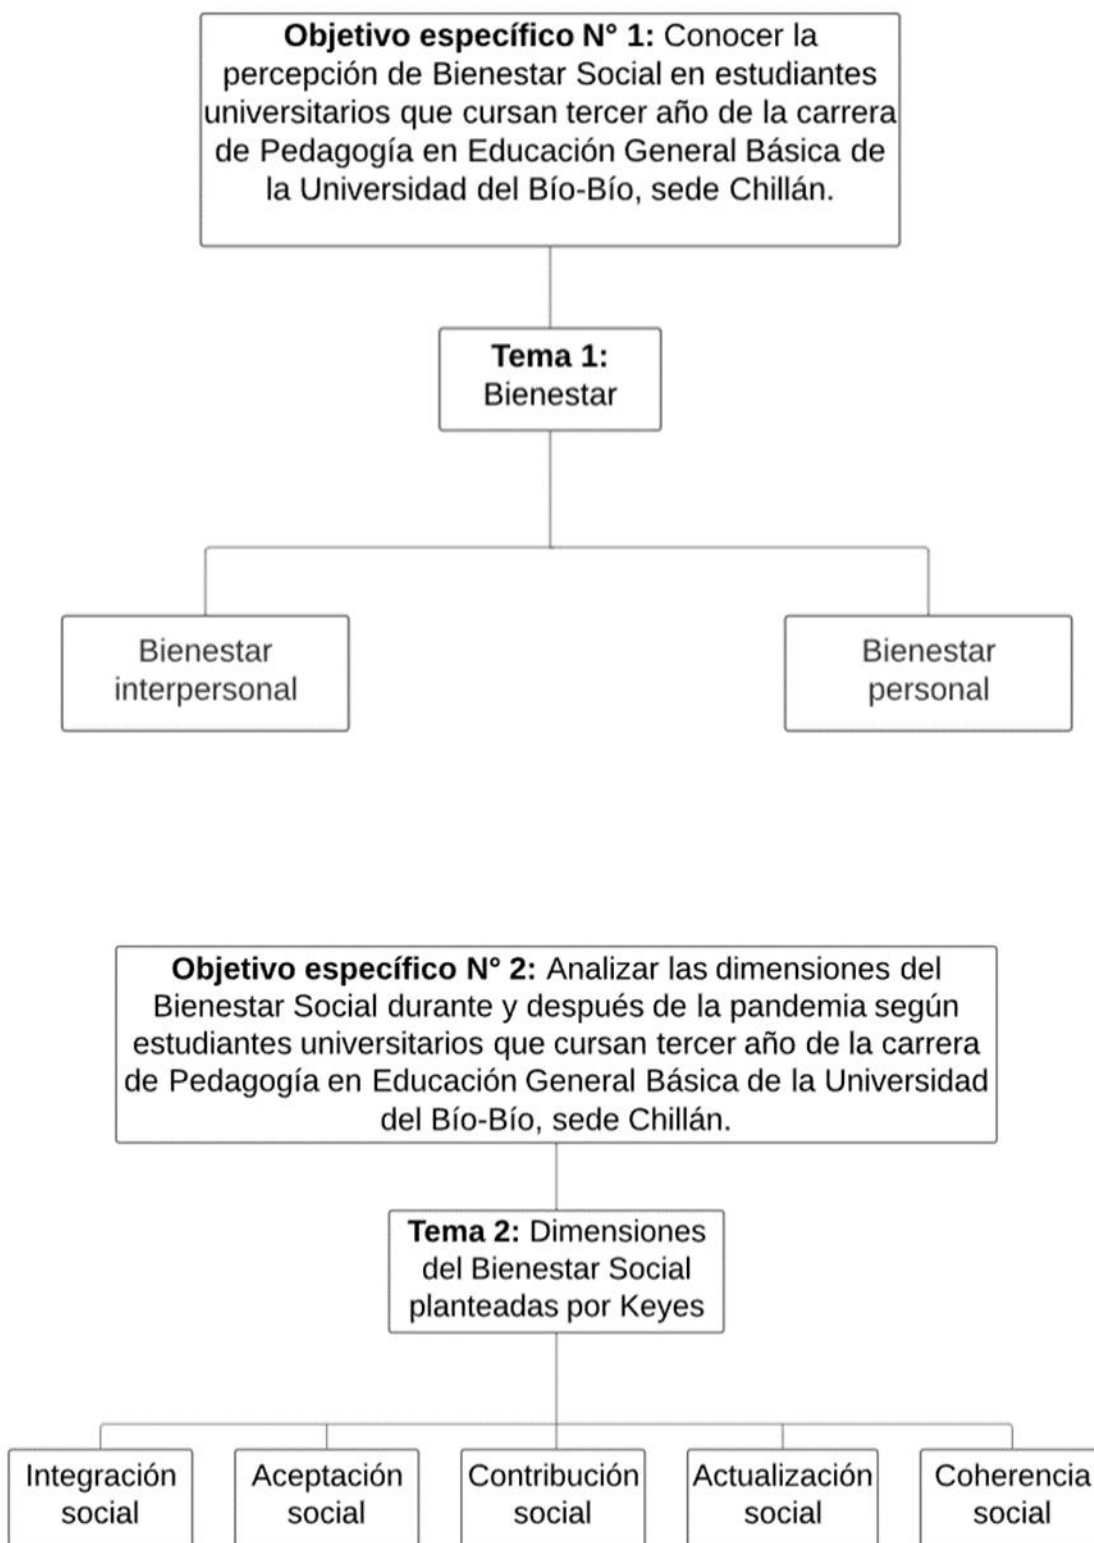 Objetivo específico N° 1: Conocer la
percepción de Bienestar Social en estudiantes
universitarios que cursan tercer año de la carrera
de Pedagogía en Educación General Básica de
la Universidad del Bío-Bío, sede Chillán.
Tema 1:
Bienestar
Bienestar
interpersonal
Bienestar
personal
Objetivo específico N° 2: Analizar las dimensiones del
Bienestar Social durante y después de la pandemia según
estudiantes universitarios que cursan tercer año de la carrera
de Pedagogía en Educación General Básica de la Universidad
del Bío-Bío, sede Chillán.
Tema 2: Dimensiones
del Bienestar Social
planteadas por Keyes
Integración
social
Aceptación
social
Contribución
social
Actualización
social
Coherencia
social